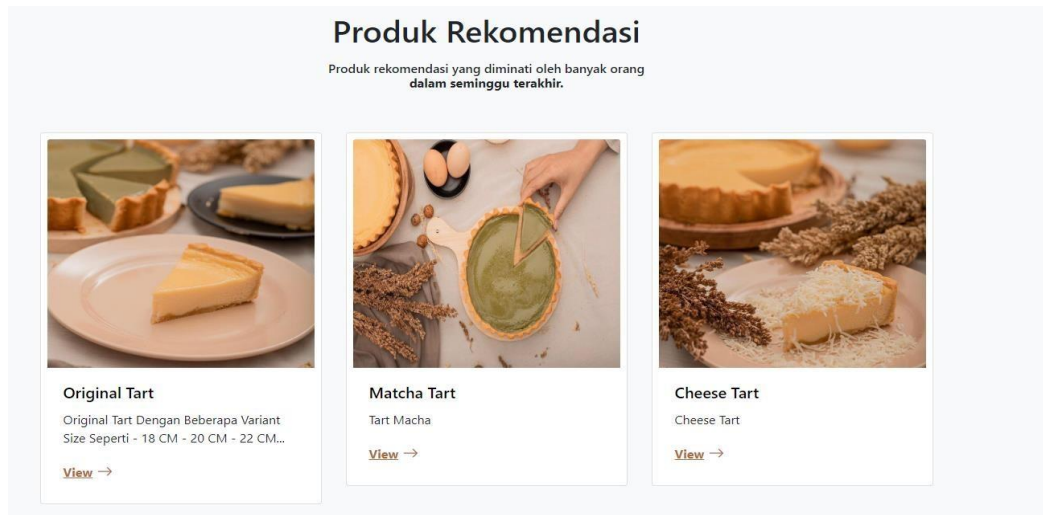 Produk Rekomendasi
Produk rekomendasi yang diminati oleh banyak orang
dalam seminggu terakhir.
Original Tart
Original Tart Dengan Beberapa Variant
Size Seperti - 18 CM - 20 CM - 22 CM...
View →
Matcha Tart
Tart Macha
View →
Cheese Tart
Cheese Tart
View →